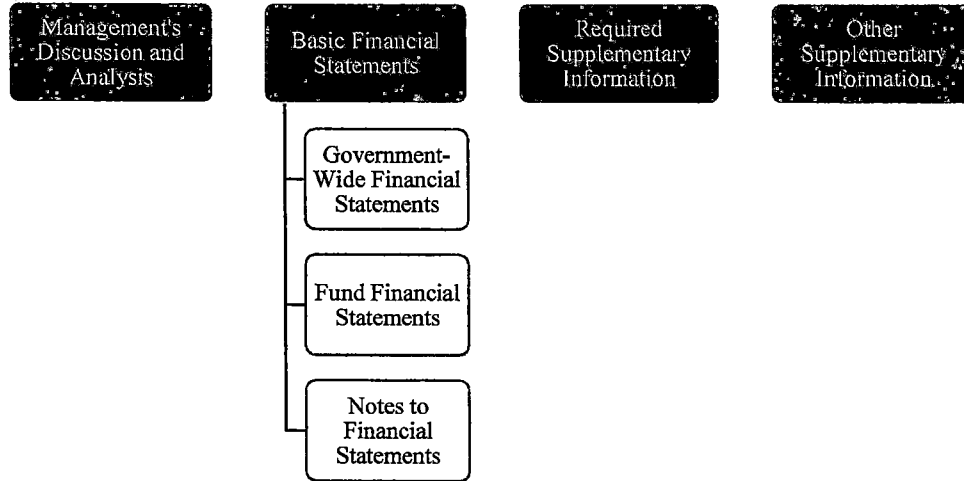 Management's
Discussion and
Analysis
Basic Financial
Statements
Required
Supplementary
Information
Other
Supplementary
Information
Government-
Wide Financial
Statements
Fund Financial
Statements
Notes to
Financial
Statements